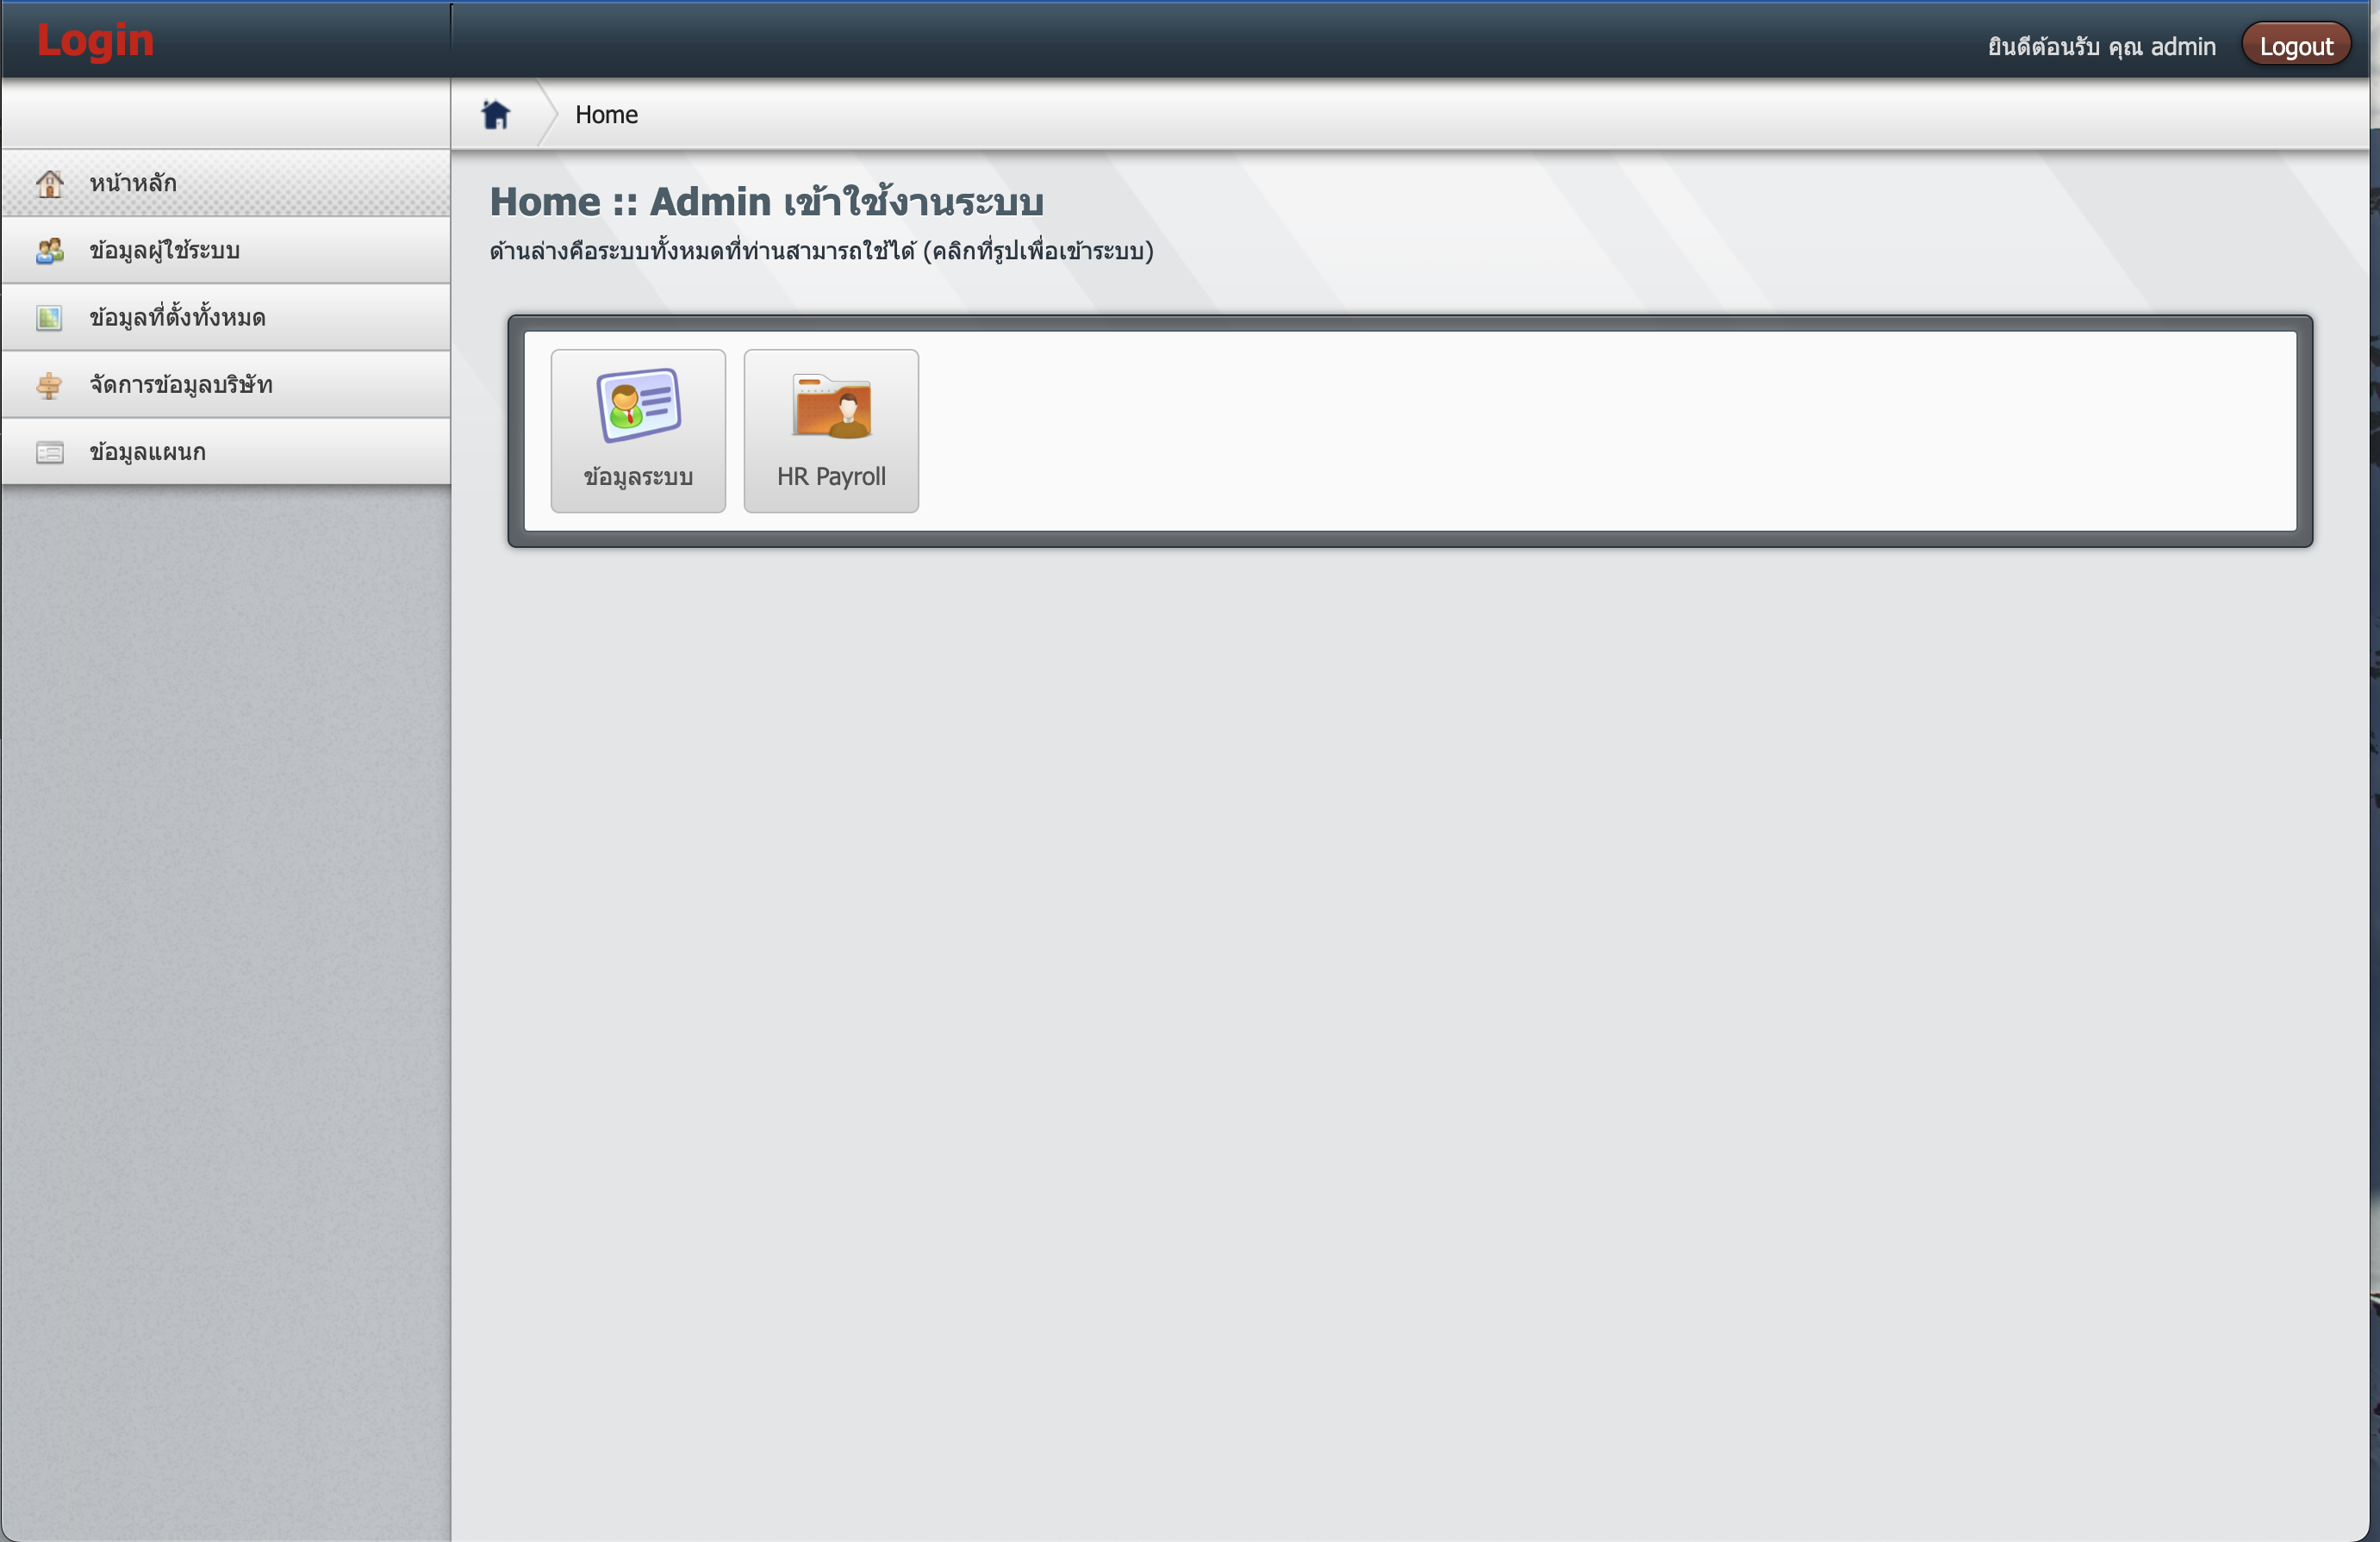 Login
ยินดีต้อนรับ คุณ admin
Logout
Home
หน้าหลัก
ข้อมูลผู้ใช้ระบบ
ข้อมูลที่ตั้งทั้งหมด
จัดการข้อมูลบริษัท
ข้อมูลแผนก
Home :: Admin เข้าใช้งานระบบ
ด้านล่างคือระบบทั้งหมดที่ท่านสามารถใช้ได้ (คลิกที่รูปเพื่อเข้าระบบ)
ข้อมูลระบบ
HR Payroll